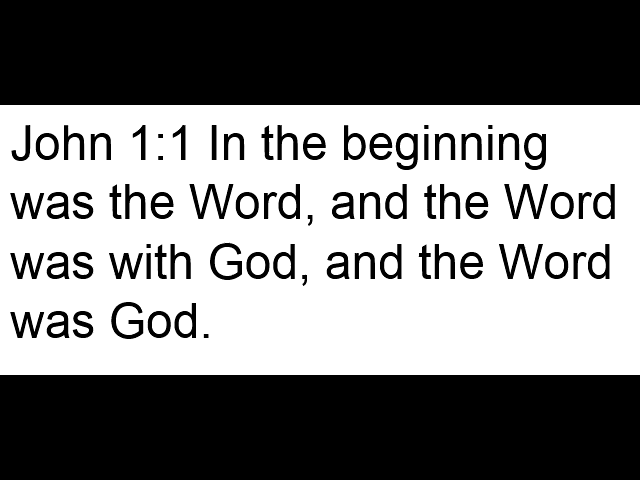 John 1:1 In the beginning
was the Word, and the Word
was with God, and the Word
was God.